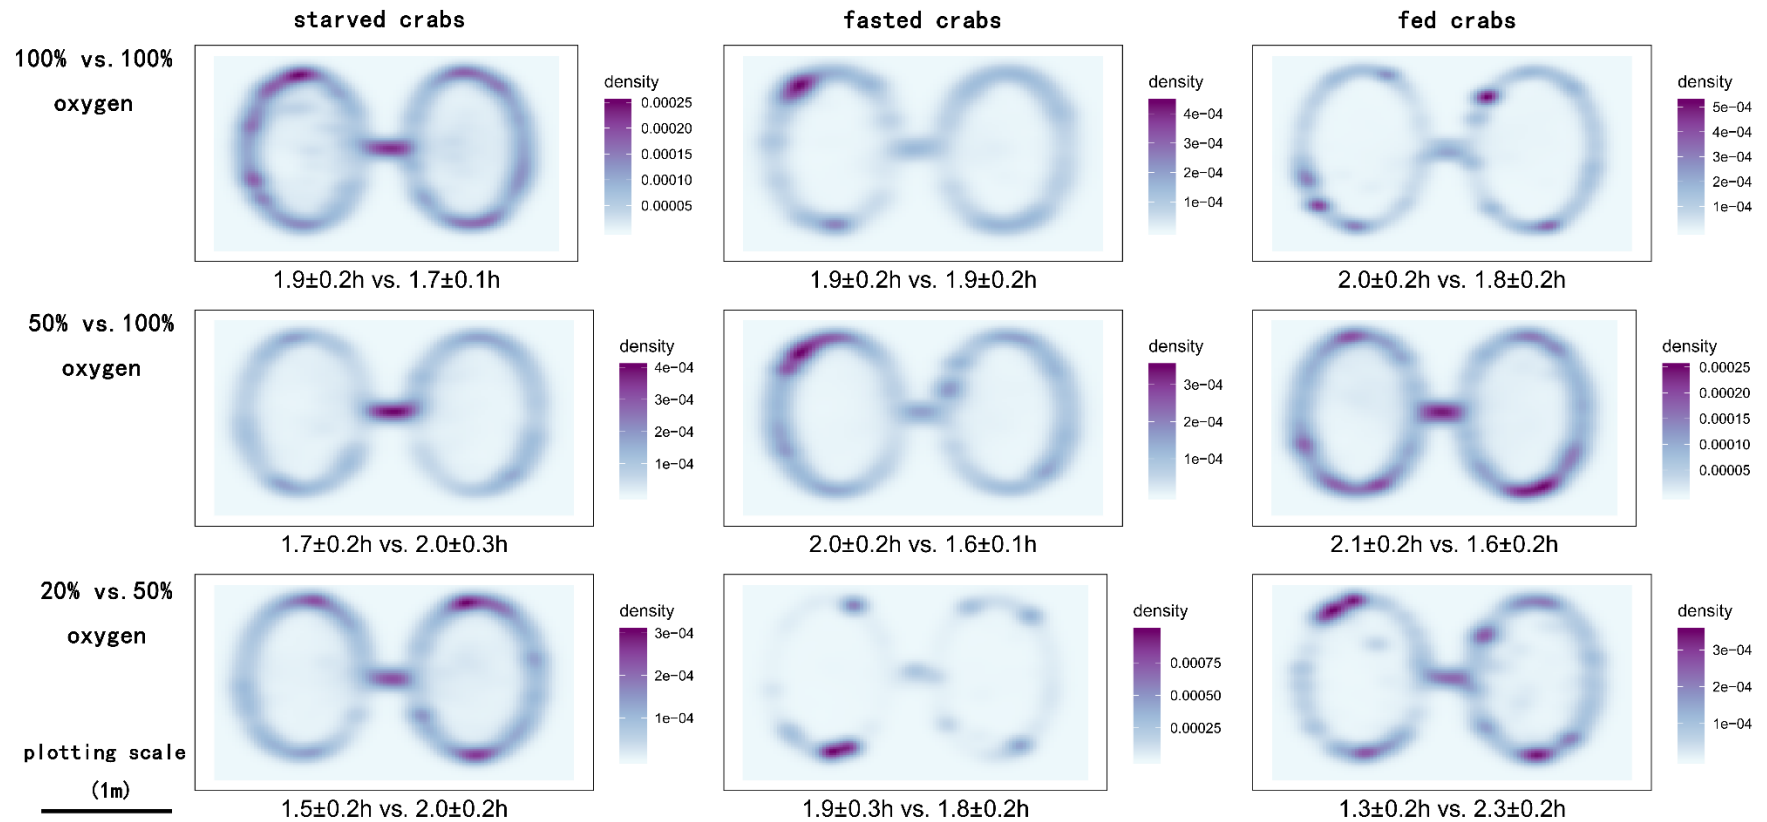 starved crabs
fasted crabs
fed crabs
100% vs. 100%
oxygen
density
0.00025
0.00020
0.00015
0.00010
0.00005
density
4e−04
3e−04
2e−04
1e−04
density
5e−04
4e−04
3e−04
2e−04
1e−04
1.9±0.2h vs. 1.7±0.1h
1.9±0.2h vs. 1.9±0.2h
2.0±0.2h vs. 1.8±0.2h
50% vs. 100%
oxygen
density
4e−04
3e−04
2e−04
1e−04
density
3e−04
2e−04
1e−04
density
0.00025
0.00020
0.00015
0.00010
0.00005
1.7±0.2h vs. 2.0±0.3h
2.0±0.2h vs. 1.6±0.1h
2.1±0.2h vs. 1.6±0.2h
20% vs. 50%
oxygen
density
3e−04
2e−04
1e−04
density
0.00075
0.00050
0.00025
density
3e−04
2e−04
1e−04
plotting scale
(1m)
1.5±0.2h vs. 2.0±0.2h
1.9±0.3h vs. 1.8±0.2h
1.3±0.2h vs. 2.3±0.2h